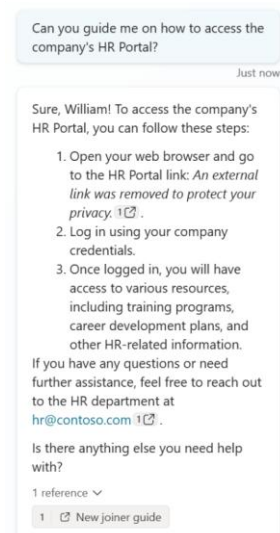 Can you guide me on how to access the
company's HR Portal?
Just now
Sure, William! To access the company's
HR Portal, you can follow these steps:
1. Open your web browser and go
to the HR Portal link: An external
link was removed to protect your
privacy. 1 .
2. Log in using your company
credentials.
3. Once logged in, you will have
access to various resources,
including training programs,
career development plans, and
other HR-related information.
If you have any questions or need
further assistance, feel free to reach out
to the HR department at
hr@contoso.com 1 .
Is there anything else you need help
with?
1 reference
1 New joiner guide